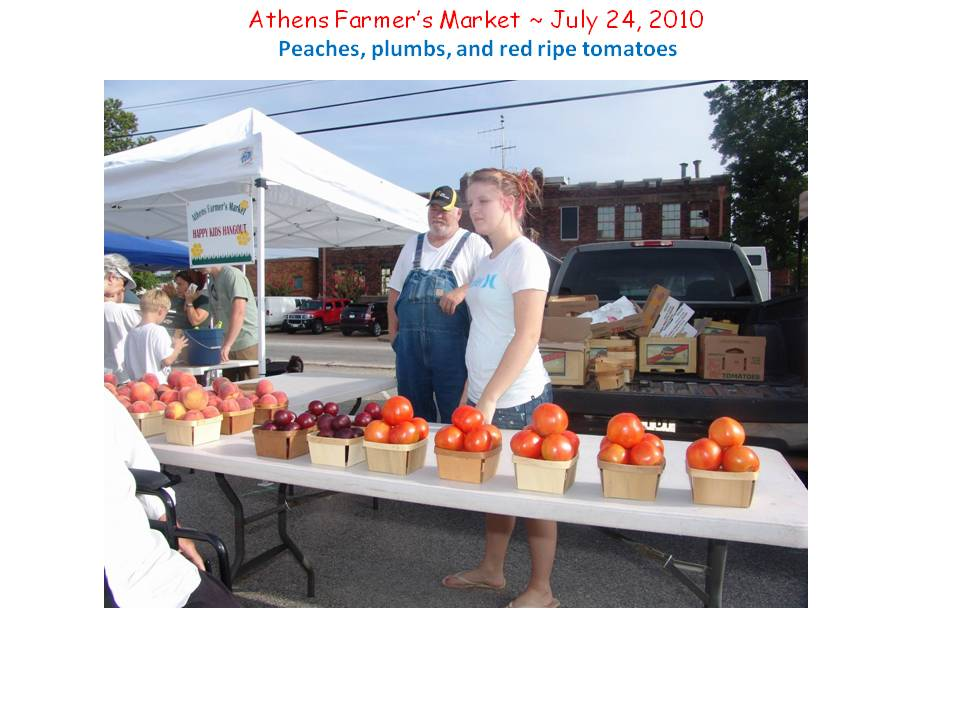 Athens Farmer's Market ~ July 24, 2010
Peaches, plumbs, and red ripe tomatoes
Athens Farmer's Market
HAPPY KIDS HANGOUT
TOMATOES